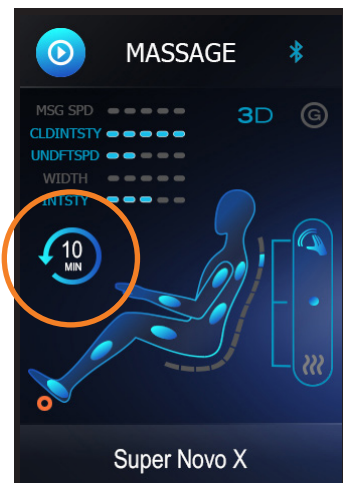 MASSAGE
MSG SPD
3D G
CLDINTSTY
UNDFTSPD
WIDTH
INTSTY
10
MIN
Super Novo X